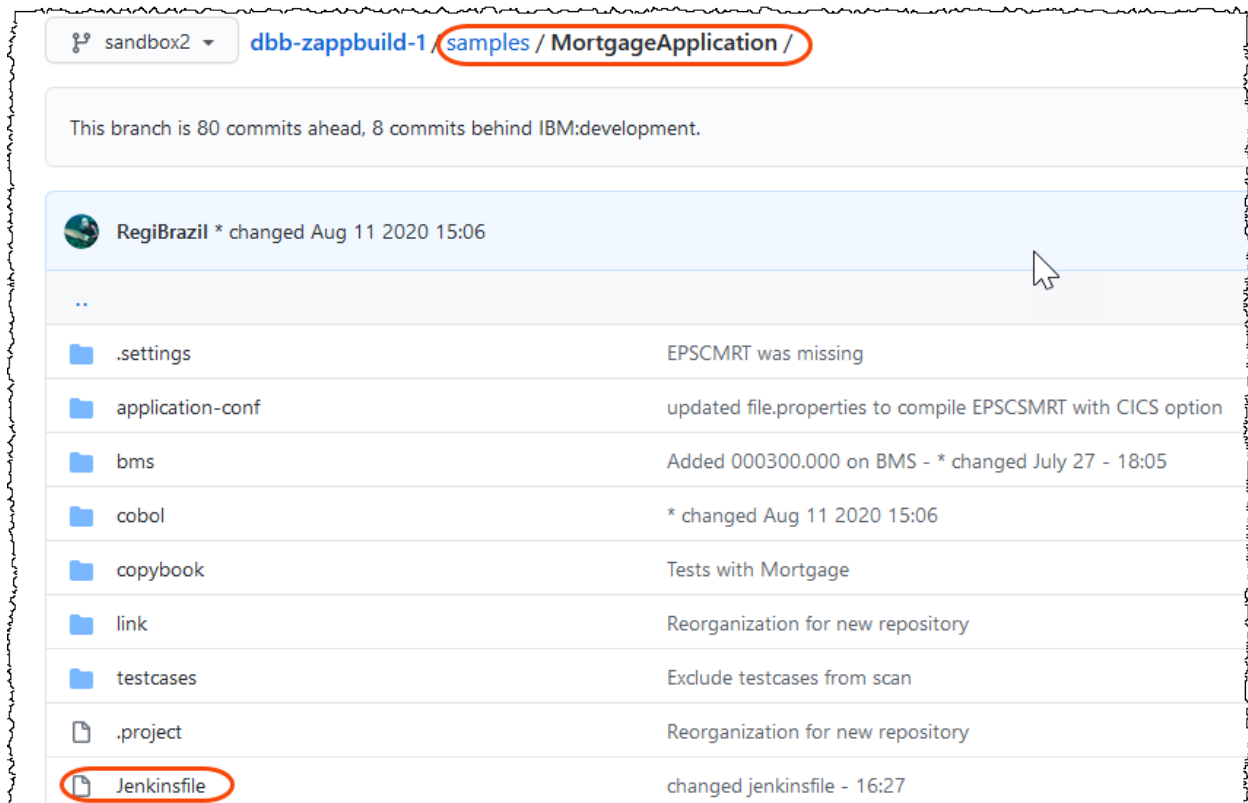 sandbox2 dbb-zappbuild-1 / samples / MortgageApplication /
This branch is 80 commits ahead, 8 commits behind IBM:development.
RegiBrazil * changed Aug 11 2020 15:06
..
.settings EPSCMRT was missing
application-conf updated file.properties to compile EPSCSMRT with CICS option
bms Added 000300.000 on BMS - * changed July 27 - 18:05
cobol * changed Aug 11 2020 15:06
copybook Tests with Mortgage
link Reorganization for new repository
testcases Exclude testcases from scan
.project Reorganization for new repository
Jenkinsfile changed jenkinsfile - 16:27